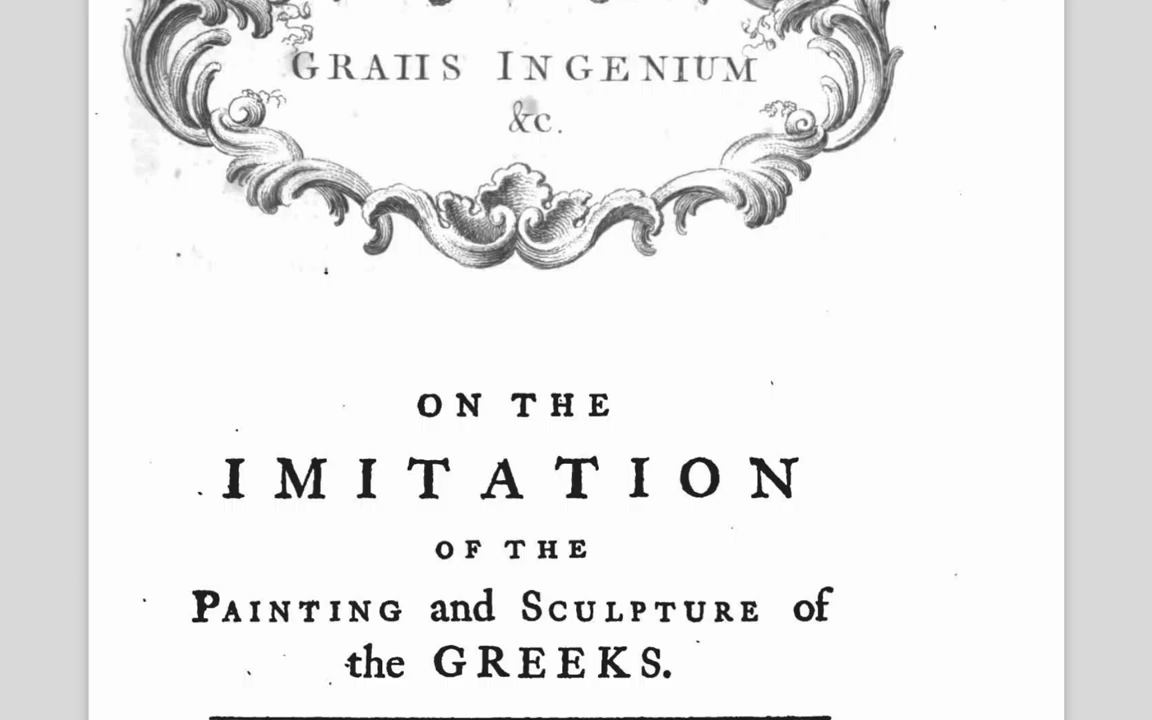 GRAIIS INGENIUM
&c.
ON THE
IMITATION
OF THE
PAINTING and SCULPTURE of
the GREEKS.